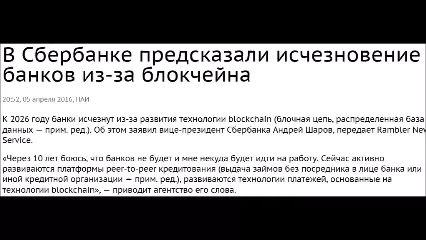 В Сбербанке предсказали исчезновение
банков из-за блокчейна
20:52, 05 апреля 2016, ПАИ
К 2026 году банки исчезнут из-за развития технологии blockchain (блочная цепь, распределенная база
данных — прим. ред.). Об этом заявил вице-президент Сбербанка Андрей Шаров, передает Rambler New
Service.
«Через 10 лет боюсь, что банков не будет и мне некуда будет идти на работу. Сейчас активно
развиваются платформы peer-to-peer кредитования (выдача займов без посредника в лице банка или
иной кредитной организации — прим. ред.), развиваются технологии платежей, основанные на
технологии blockchain», — приводит агентство его слова.